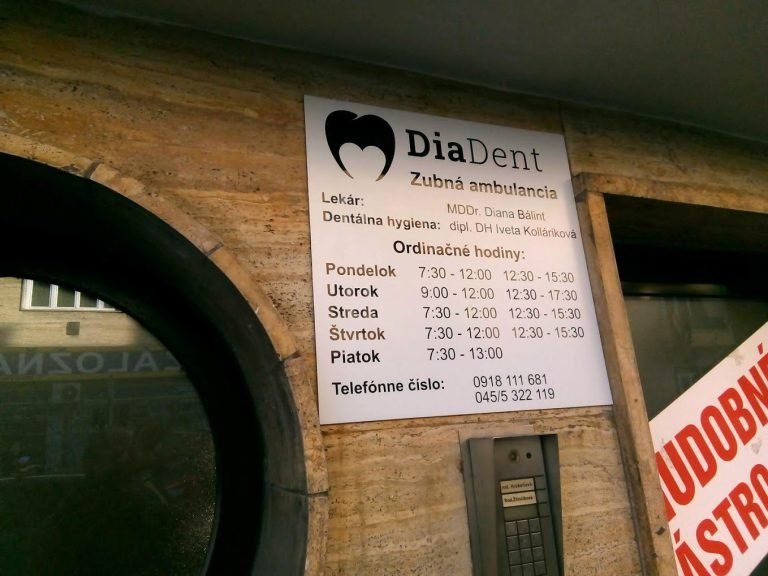 DiaDent
Zubná ambulancia
Lekár: MDDr. Diana Bálint
Dentálna hygiena: dipl. DH Iveta Kolláriková
Ordinačné hodiny:
Pondelok 7:30 - 12:00 12:30 - 15:30
Utorok 9:00 - 12:00 12:30 - 17:30
Streda 7:30 - 12:00 12:30 - 15:30
Štvrtok 7:30 - 12:00 12:30 - 15:30
Piatok 7:30 - 13:00
Telefónne číslo: 0918 111 681
045/5 322 119
HUDOBNÉ
ÁSTRO